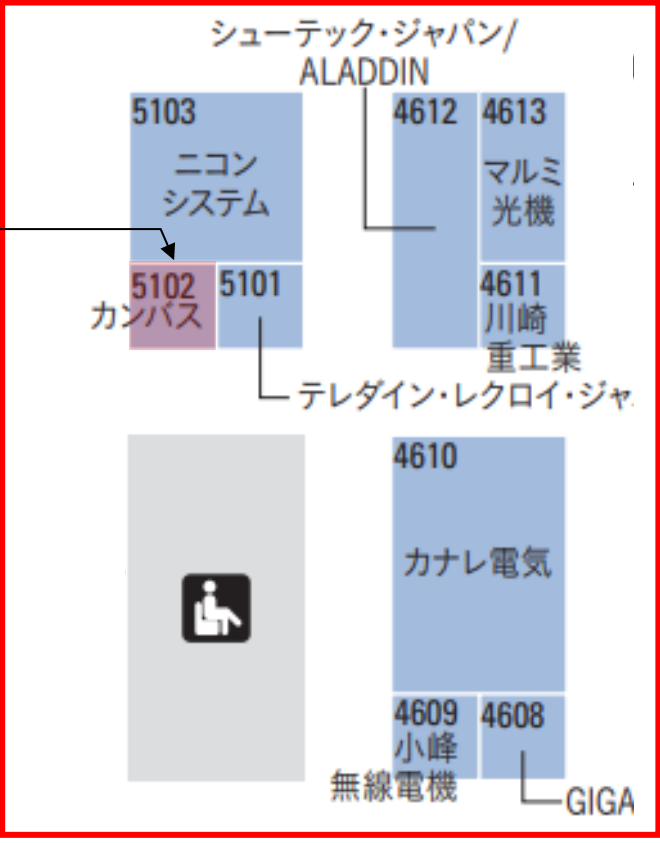 シューテック・ジャパン/
ALADDIN
5103
ニコン
システム
4612
4613
マルミ
光機
5102
カンバス
5101
4611
川崎
重工業
テレダイン・レクロイ・ジャ
4610
カナレ電気
4609
小峰
無線電機
4608
GIGA